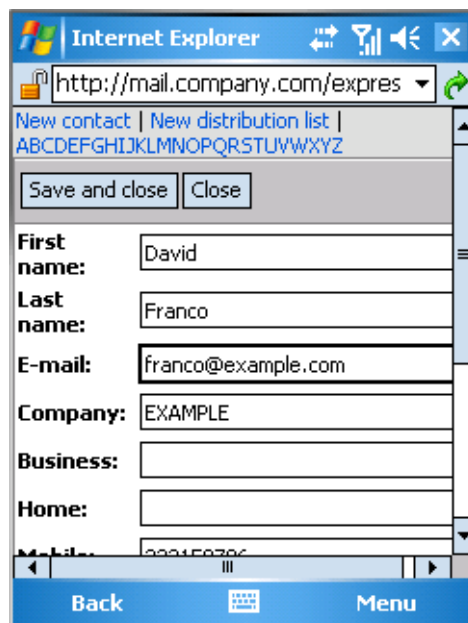 Internet Explorer
http://mail.company.com/expres
New contact | New distribution list |
ABCDEFGHIJKLMNOPQRSTUVWXYZ
Save and close Close
First name: David
Last name: Franco
E-mail: franco@example.com
Company: EXAMPLE
Business:
Home:
Mobile:
Back Menu